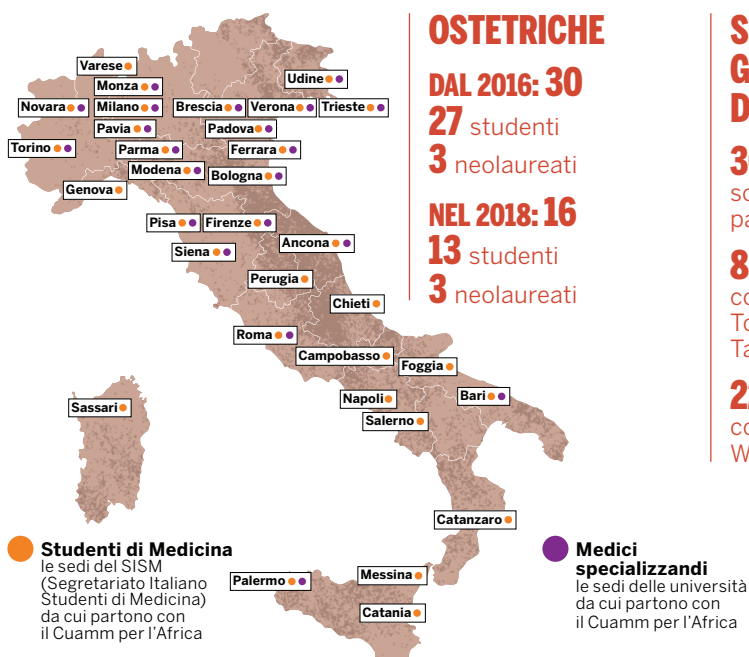 Varese
Monza
Udine
Novara
Milano
Brescia
Verona
Trieste
Pavia
Padova
Torino
Parma
Ferrara
Modena
Bologna
Genova
Pisa
Firenze
Ancona
Siena
Perugia
Chieti
Roma
Campobasso
Foggia
Sassari
Napoli
Bari
Salerno
Catanzaro
Palermo
Messina
Catania
Studenti di Medicina
le sedi del SISM
(Segretariato Italiano
Studenti di Medicina)
da cui partono con
il Cuamm per l'Africa
Medici
specializzandi
le sedi delle università
da cui partono con
il Cuamm per l'Africa
OSTETRICHE
DAL 2016: 30
27 studenti
3 neolaureati
NEL 2018: 16
13 studenti
3 neolaureati